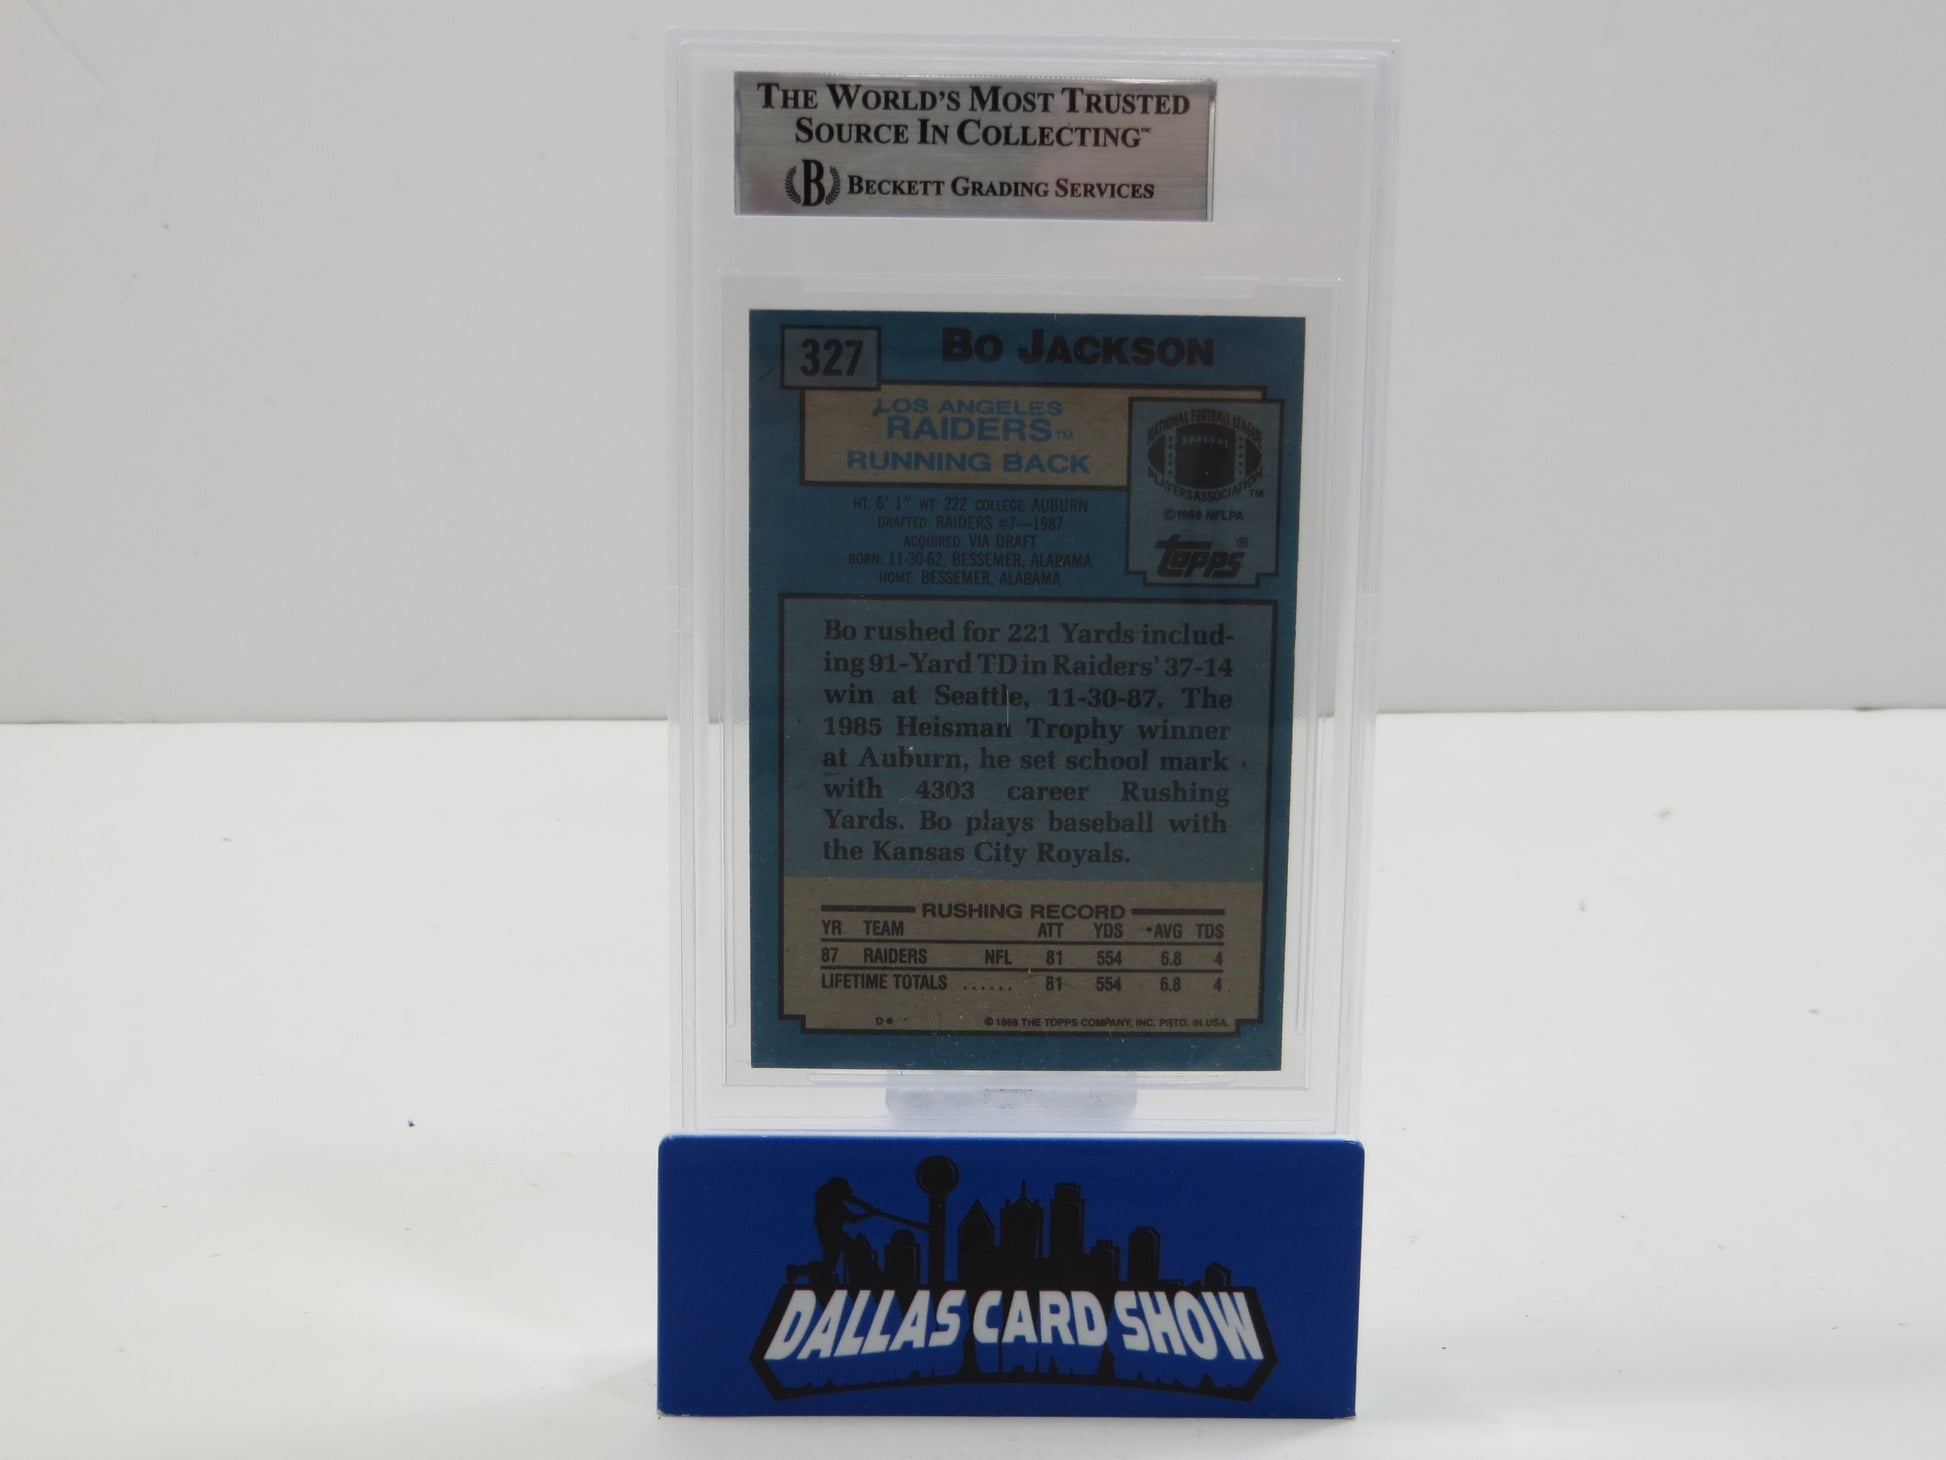 THE WORLD'S MOST TRUSTED
SOURCE IN COLLECTING™
B BECKETT GRADING SERVICES
327
BO JACKSON
LOS ANGELES
RAIDERS™
RUNNING BACK
NATIONAL FOOTBALL LEAGUE
PLAYERS ASSOCIATION™
©1988 NFLPA
topps®
HT: 6' 1" WT: 222 COLLEGE: AUBURN
DRAFTED: RAIDERS #7—1987
ACQUIRED: VIA DRAFT
BORN: 11-30-62, BESSEMER, ALABAMA
HOME: BESSEMER, ALABAMA
Bo rushed for 221 Yards includ-
ing 91-Yard TD in Raiders' 37-14
win at Seattle, 11-30-87. The
1985 Heisman Trophy winner
at Auburn, he set school mark
with 4303 career Rushing
Yards. Bo plays baseball with
the Kansas City Royals.
RUSHING RECORD
YR TEAM ATT YDS AVG TDS
87 RAIDERS NFL 81 554 6.8 4
LIFETIME TOTALS ...... 81 554 6.8 4
D* ©1988 THE TOPPS COMPANY, INC. PRTD. IN USA.
DALLAS CARD SHOW